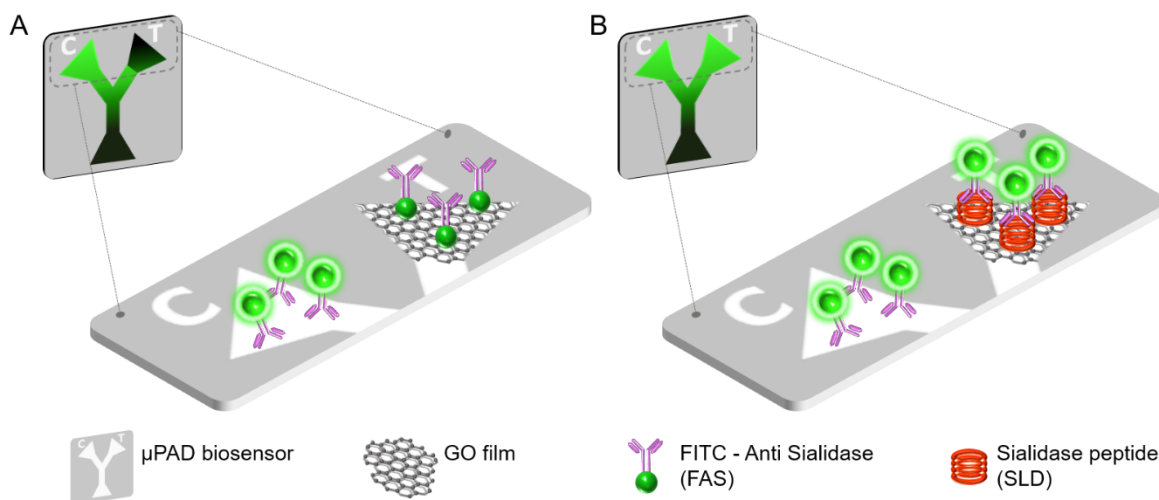 A
C T
C
T
B
C T
C
C T
μPAD biosensor
GO film
FITC - Anti Sialidase
(FAS)
Sialidase peptide
(SLD)